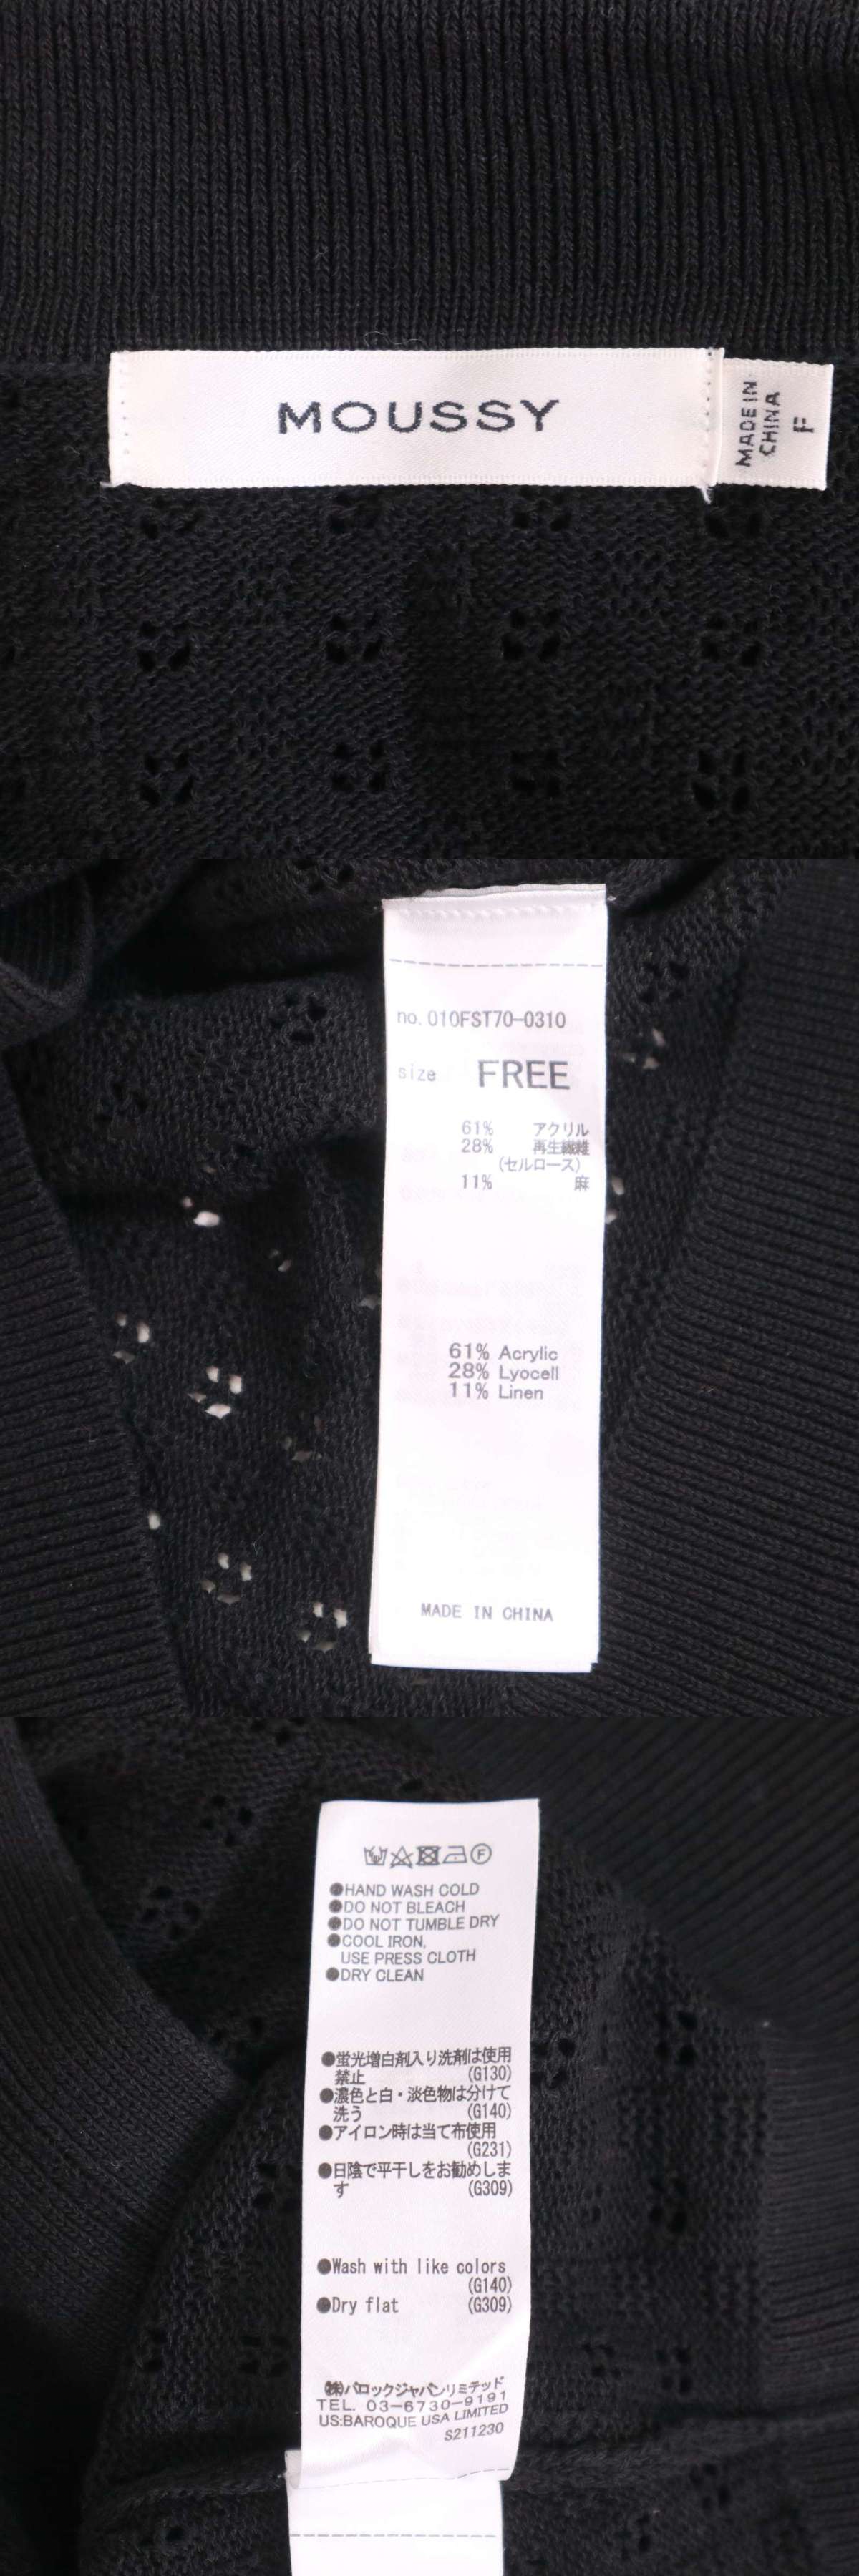 MOUSSY
MADE IN
CHINA
F
no. 010FST70-0310
size FREE
61% アクリル
28% 再生繊維
(セルロース)
11% 麻
61% Acrylic
28% Lyocell
11% Linen
MADE IN CHINA
●HAND WASH COLD
●DO NOT BLEACH
●DO NOT TUMBLE DRY
●COOL IRON,
USE PRESS CLOTH
●DRY CLEAN
●蛍光増白剤入り洗剤は使用
禁止 (G130)
●濃色と白・淡色物は分けて
洗う (G140)
●アイロン時は当て布使用
(G231)
●日陰で平干しをお勧めしま
す (G309)
●Wash with like colors
(G140)
●Dry flat (G309)
㈱バロックジャパンリミテッド
TEL. 03-6730-9191
US:BAROQUE USA LIMITED
S211230